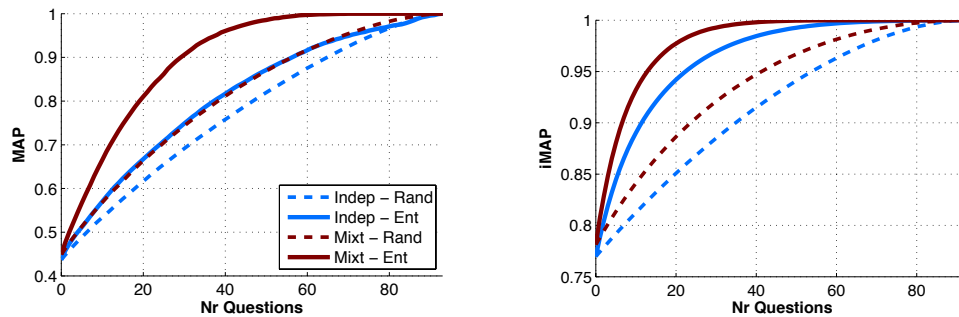 1
0.9
0.8
0.7
0.6
0.5
0.4
MAP
0 20 40 60 80
Nr Questions
Indep – Rand
Indep – Ent
Mixt – Rand
Mixt – Ent
1
0.95
0.9
0.85
0.8
0.75
iMAP
0 20 40 60 80
Nr Questions